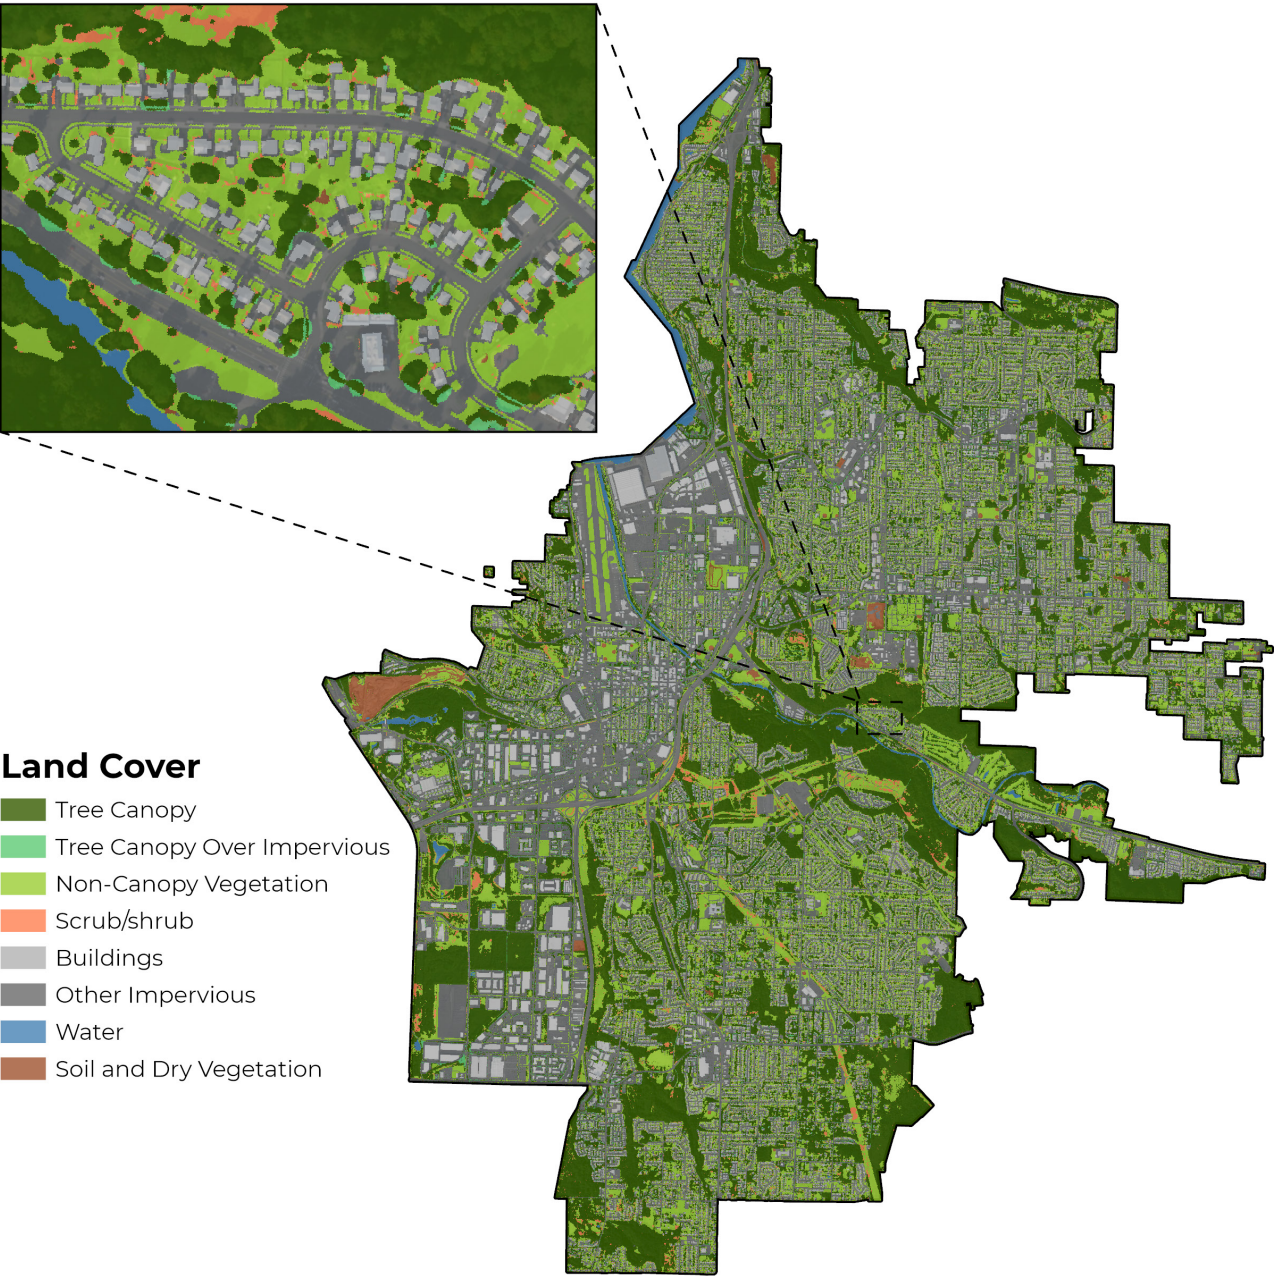 Land Cover
Tree Canopy
Tree Canopy Over Impervious
Non-Canopy Vegetation
Scrub/shrub
Buildings
Other Impervious
Water
Soil and Dry Vegetation